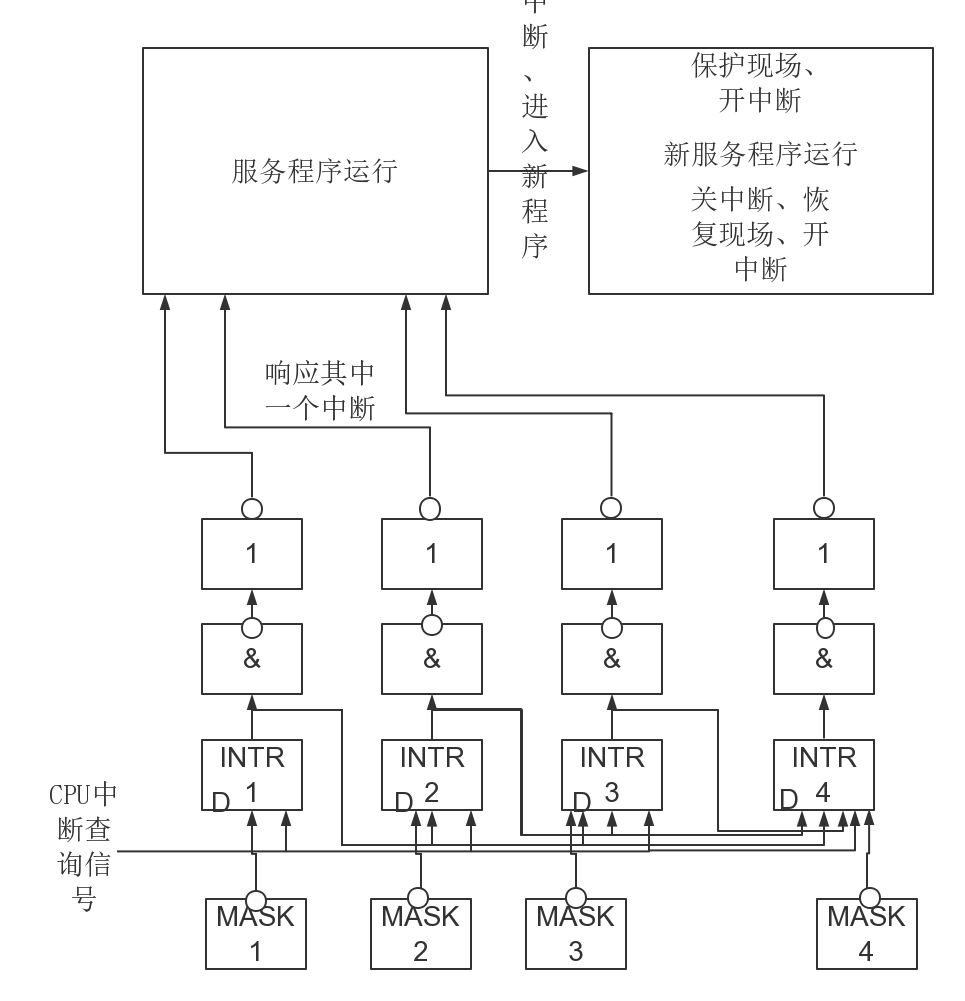 中
断
、
进
入
新
程
序
保护现场、
开中断
服务程序运行
新服务程序运行
关中断、恢
复现场、开
中断
响应其中
一个中断
1
1
1
1
&
&
&
&
INTR
1
D
INTR
2
D
INTR
3
D
INTR
4
D
CPU中
断查
询信
号
MASK
1
MASK
2
MASK
3
MASK
4